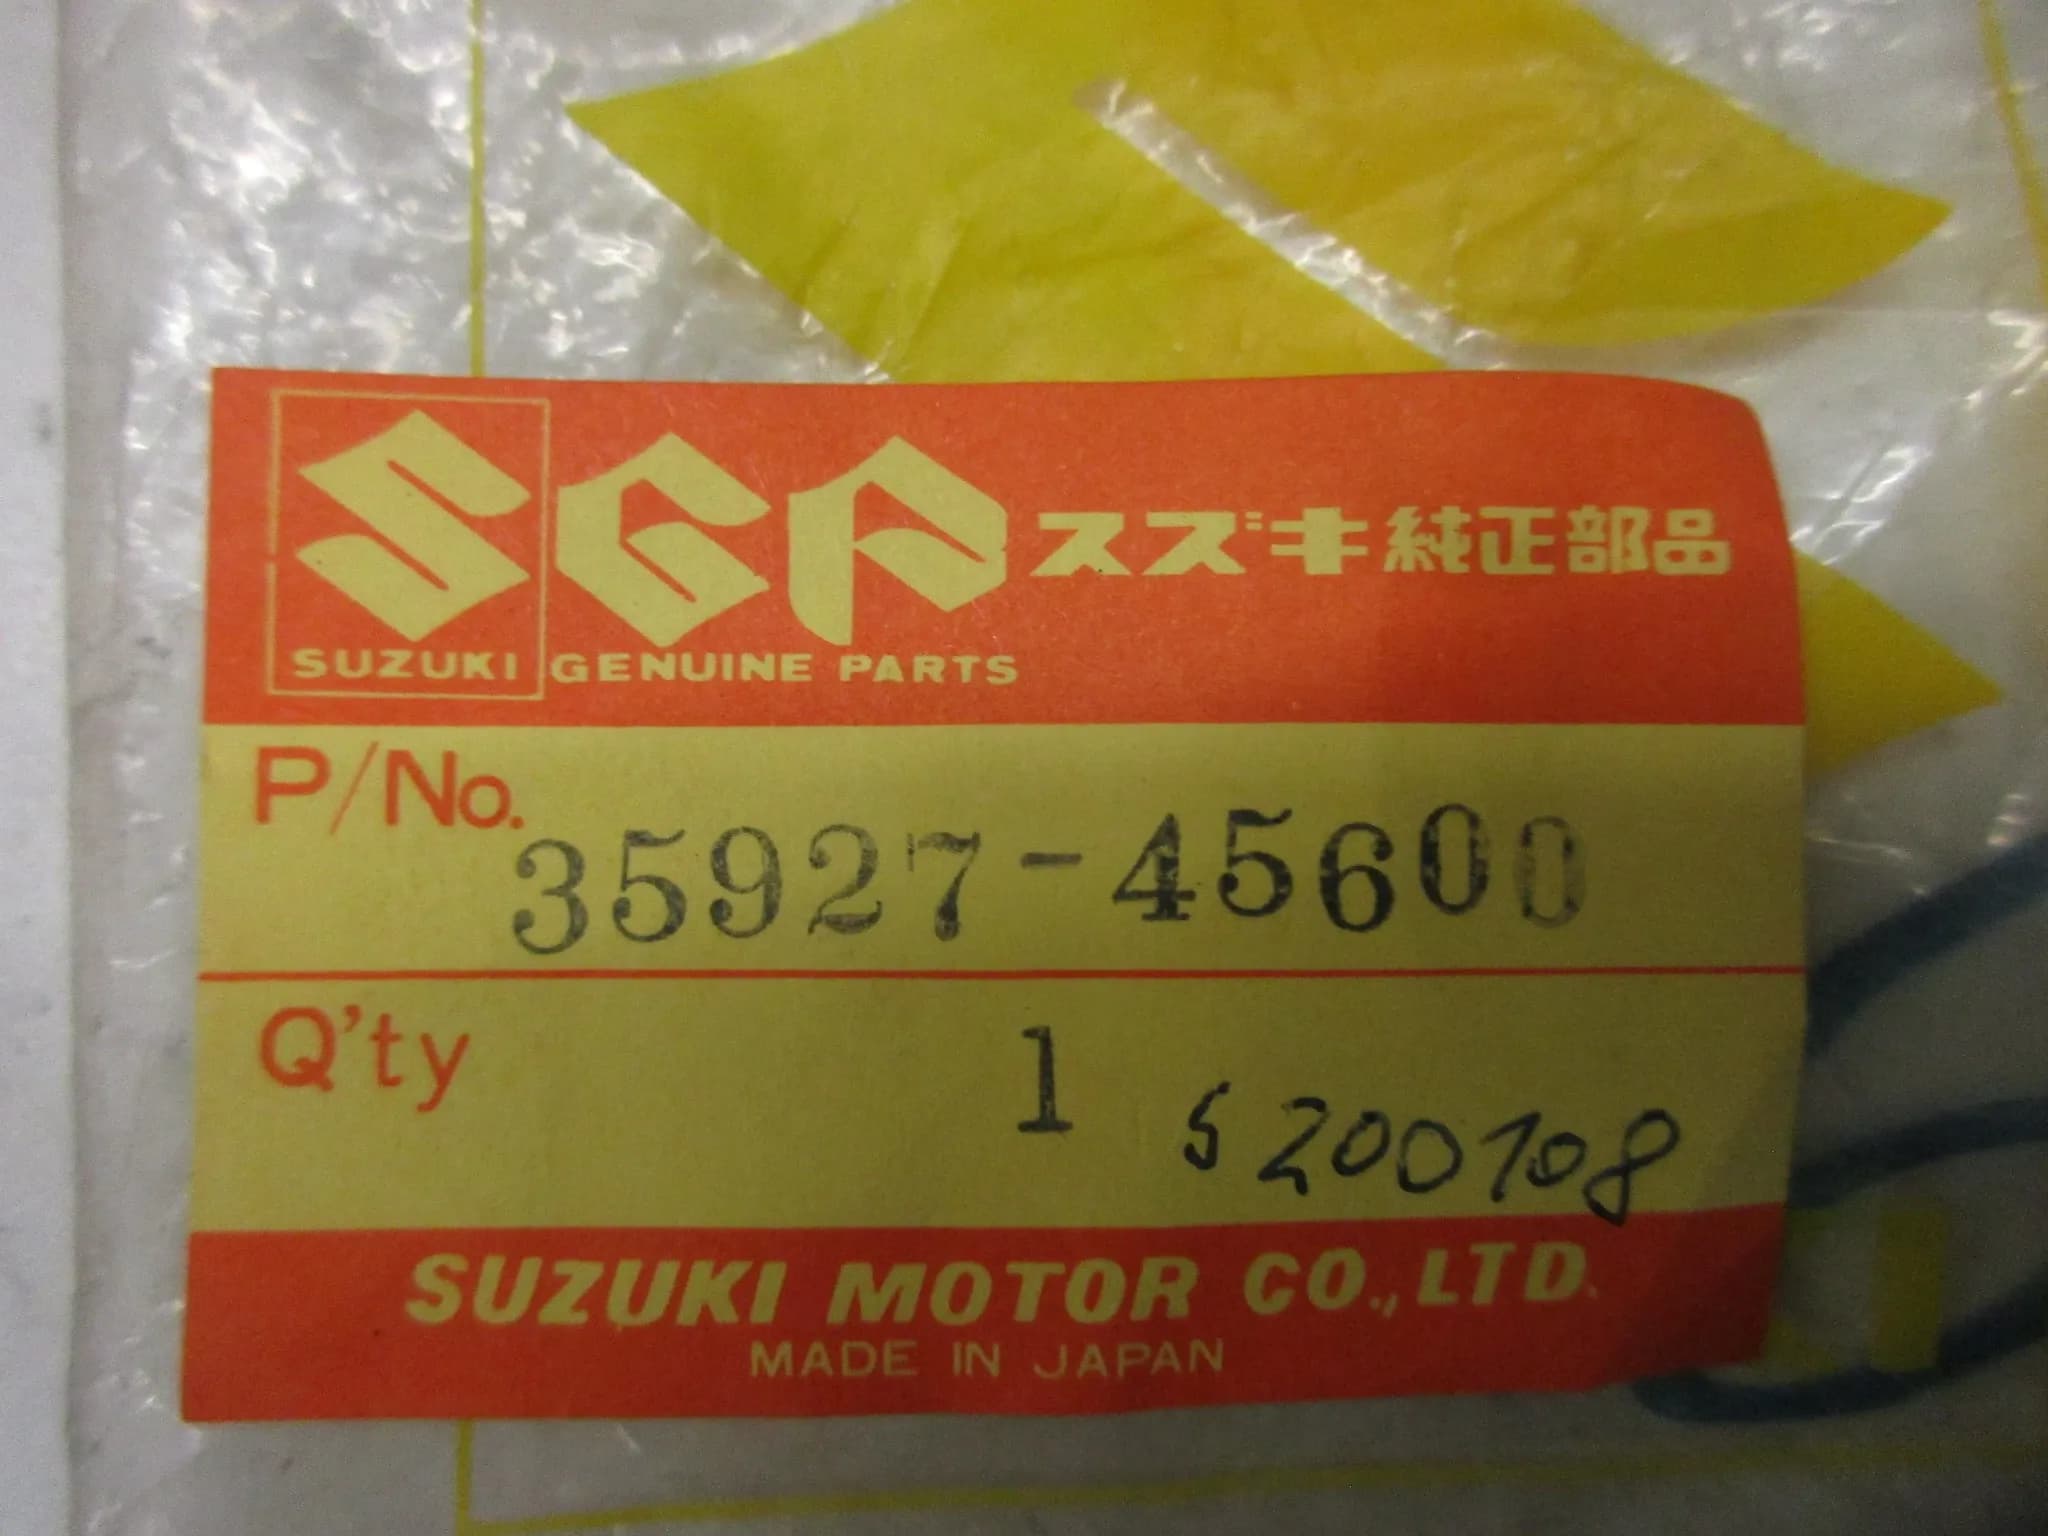 SGP スズキ純正部品
SUZUKI GENUINE PARTS
P/No.
35927-45600
Q'ty
1
S200108
SUZUKI MOTOR CO., LTD.
MADE IN JAPAN